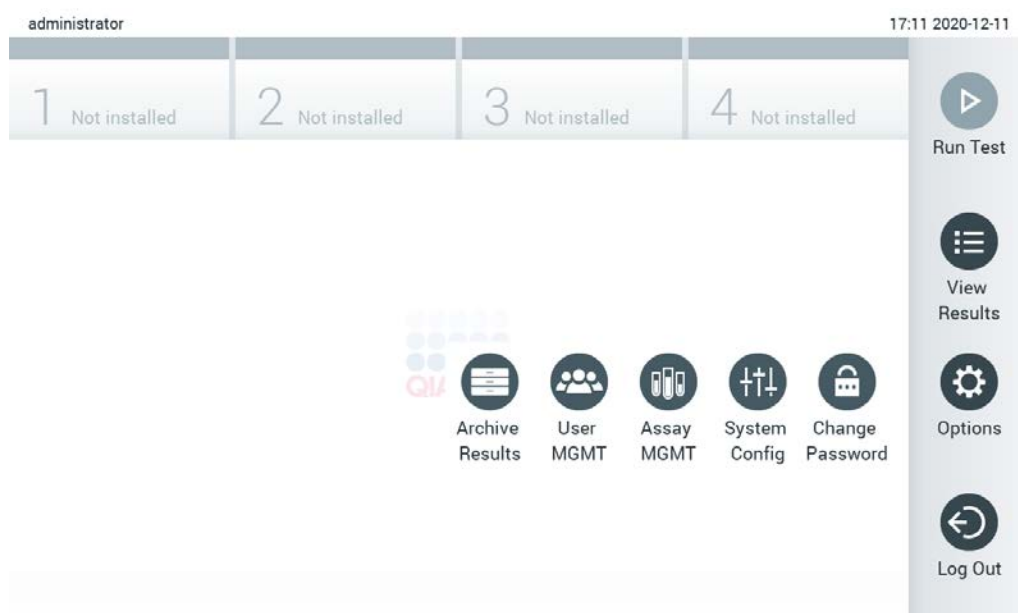 administrator
17:11 2020-12-11
1 Not installed
2 Not installed
3 Not installed
4 Not installed
Run Test
View
Results
QIA
Archive
Results
User
MGMT
Assay
MGMT
System
Config
Change
Password
Options
Log Out